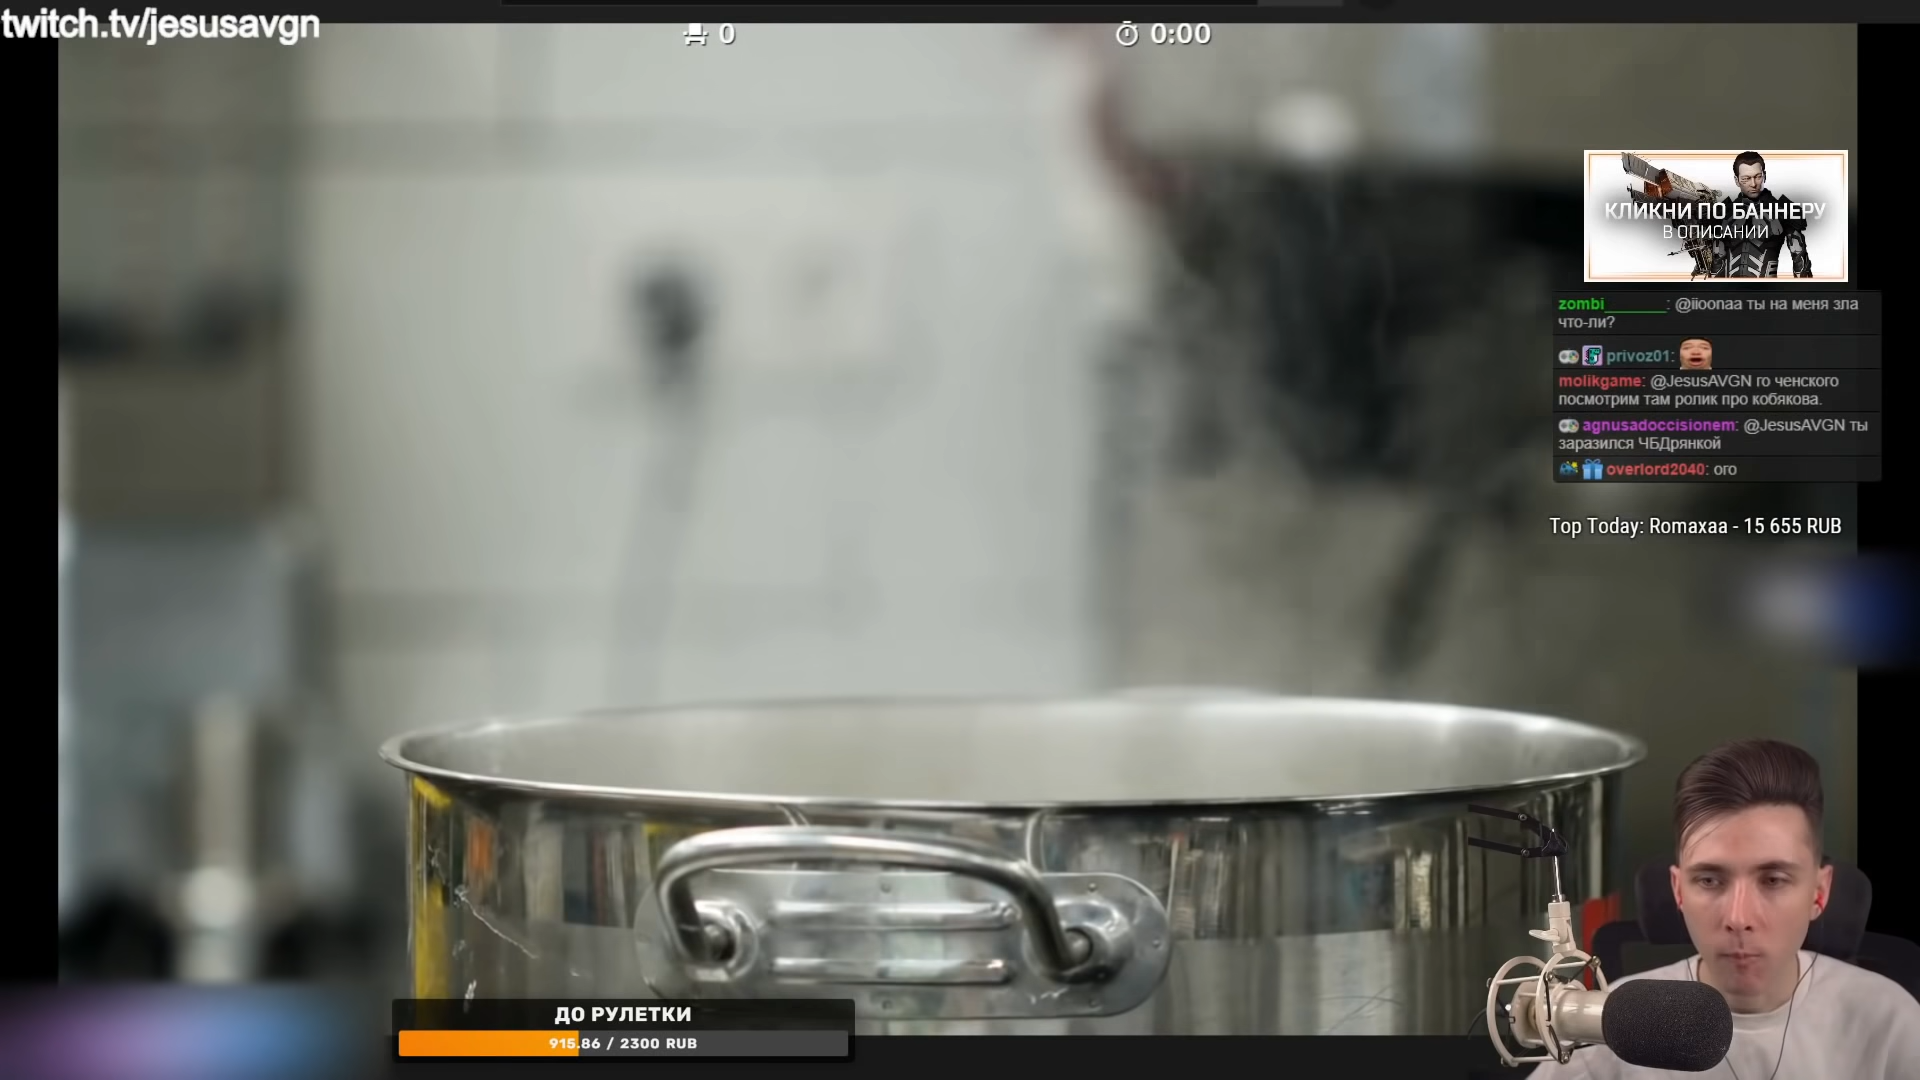 twitch.tv/jesusavgn
0
0:00
КЛИКНИ ПО БАННЕРУ
В ОПИСАНИИ
zombi_______: @iioonaa ты на меня зла
что-ли?
privoz01:
molikgame: @JesusAVGN го ченского
посмотрим там ролик про кобякова.
agnusadoccisionem: @JesusAVGN ты
заразился ЧБДрянкой
overlord2040: ого
Top Today: Romaxaa - 15 655 RUB
ДО РУЛЕТКИ
915.86 / 2300 RUB